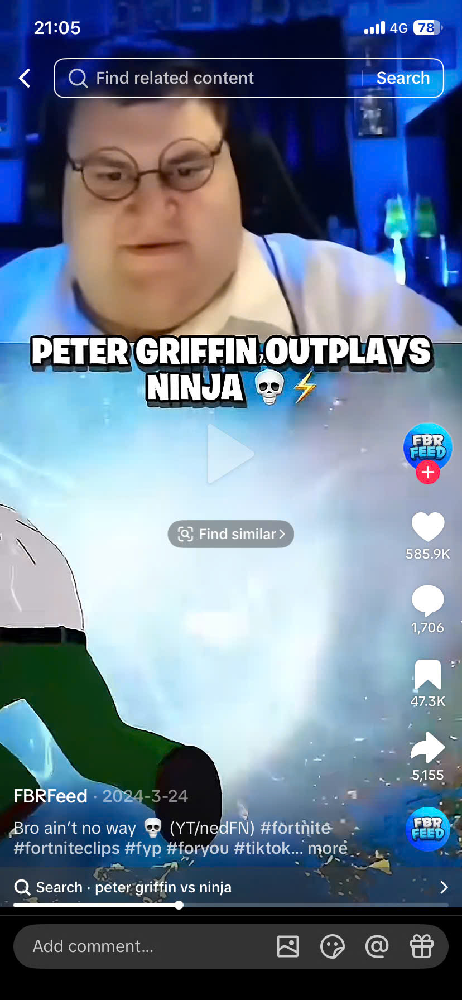 21:05
4G
78
Find related content
Search
PETER GRIFFIN OUTPLAYS
NINJA 💀⚡
FBR
FEED
Find similar
585.9K
1,706
47.3K
5,155
FBRFeed · 2024-3-24
Bro ain't no way 💀 (YT/nedFN) #fortnite
#fortniteclips #fyp #foryou #tiktok... more
FBR
FEED
Search · peter griffin vs ninja
Add comment...